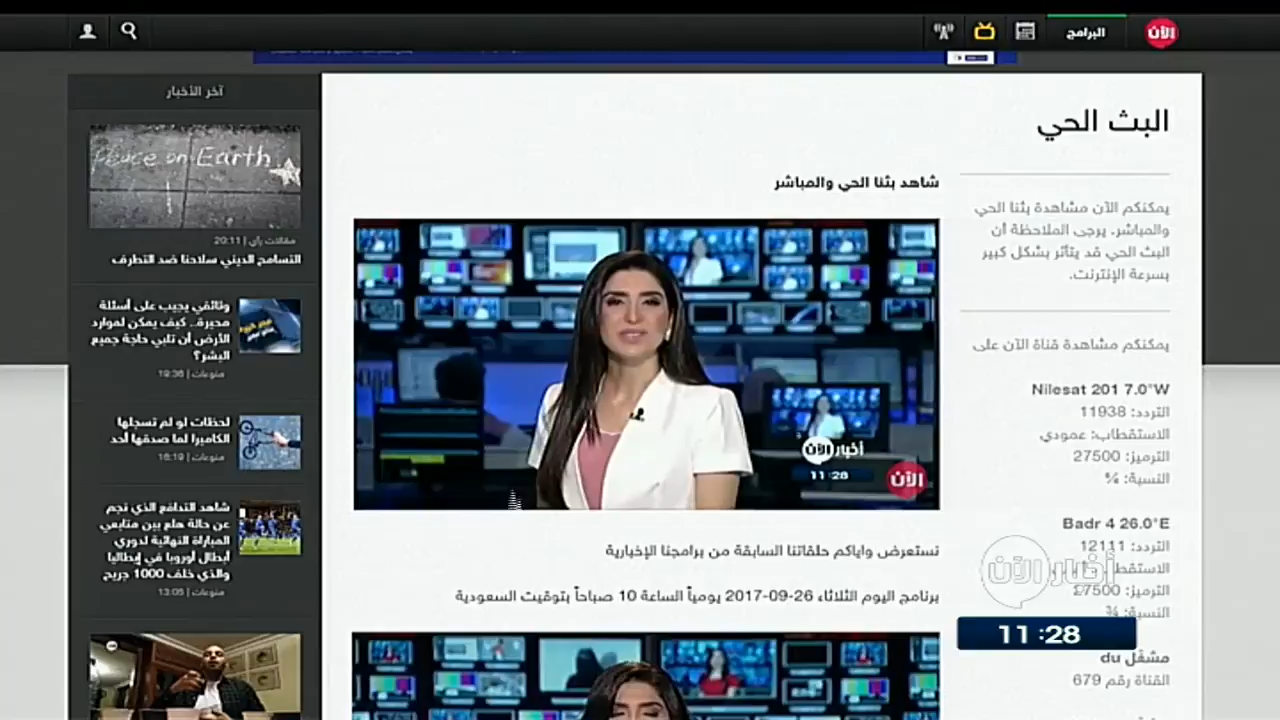 الآن
البرامج
البث الحي
يمكنكم الآن مشاهدة بثنا الحي
والمباشر. يرجى الملاحظة أن
البث الحي قد يتأثر بشكل كبير
بسرعة الإنترنت.
يمكنكم مشاهدة قناة الآن على
Nilesat 201 7.0°W
التردد: 11938
الاستقطاب: عمودي
الترميز: 27500
النسبة: ¾
Badr 4 26.0°E
التردد: 12111
الترميز: 27500
النسبة: ¾
أخبار الآن
11:28
مشغّل du
القناة رقم 679
شاهد بثنا الحي والمباشر
أخبار الآن
11:28
الآن
نستعرض واياكم حلقاتنا السابقة من برامجنا الإخبارية
برنامج اليوم الثلاثاء 26-09-2017 يومياً الساعة 10 صباحاً بتوقيت السعودية
آخر الأخبار
Peace on Earth
مقالات رأي | 20:11
التسامح الديني سلاحنا ضد التطرف
وثائقي يجيب على أسئلة
محيرة.. كيف يمكن لموارد
الأرض أن تلبي حاجة جميع
البشر؟
منوعات | 19:36
لحظات لو لم تسجلها
الكاميرا لما صدقها أحد
منوعات | 16:19
شاهد التدافع الذي نجم
عن حالة هلع بين متابعي
المباراة النهائية لدوري
أبطال أوروبا في إيطاليا
والذي خلف 1000 جريح
منوعات | 13:05